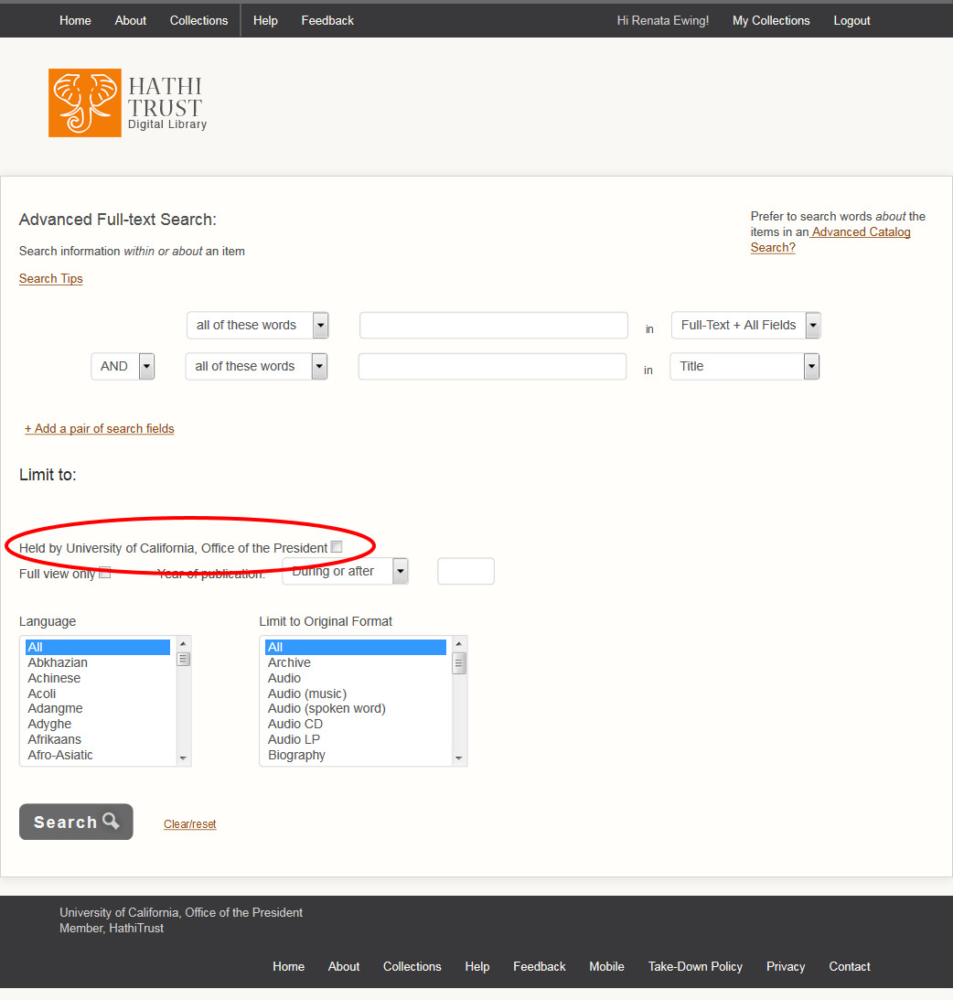 Home About Collections Help Feedback Hi Renata Ewing! My Collections Logout
HATHI
TRUST
Digital Library
Advanced Full-text Search:
Prefer to search words about the
items in an Advanced Catalog
Search?
Search information within or about an item
Search Tips
all of these words in Full-Text + All Fields
AND all of these words in Title
+ Add a pair of search fields
Limit to:
Held by University of California, Office of the President
Full view only Year of publication: During or after
Language
All
Abkhazian
Achinese
Acoli
Adangme
Adyghe
Afrikaans
Afro-Asiatic
Limit to Original Format
All
Archive
Audio
Audio (music)
Audio (spoken word)
Audio CD
Audio LP
Biography
Search Clear/reset
University of California, Office of the President
Member, HathiTrust
Home About Collections Help Feedback Mobile Take-Down Policy Privacy Contact